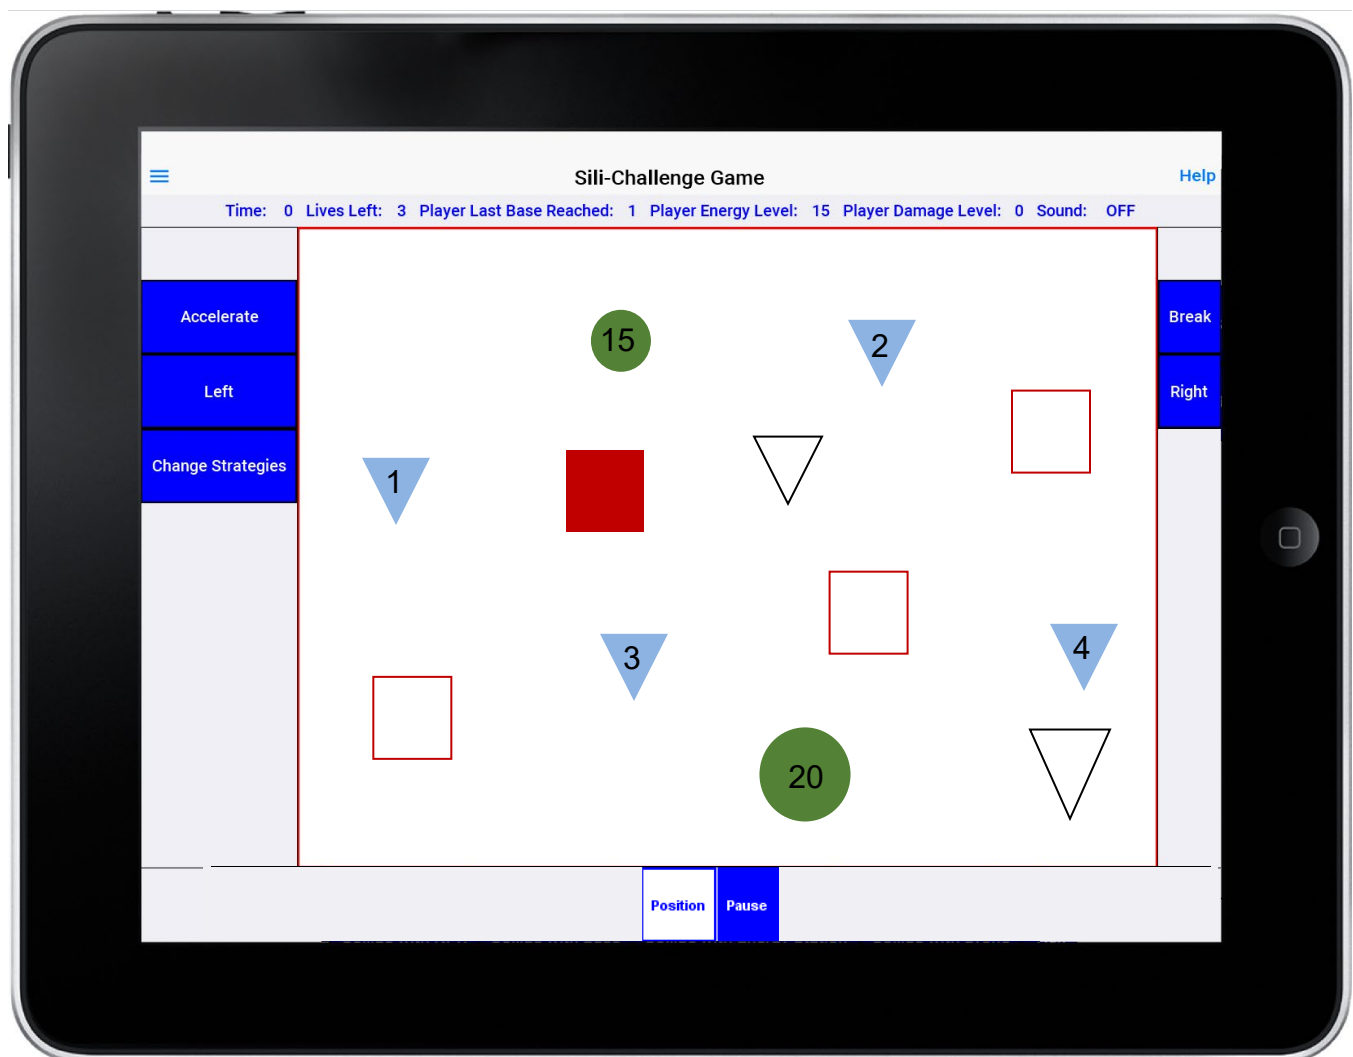 Sili-Challenge Game
Help
Time: 0 Lives Left: 3 Player Last Base Reached: 1 Player Energy Level: 15 Player Damage Level: 0 Sound: OFF
Accelerate
Break
Left
Right
Change Strategies
15
2
1
3
4
20
Position
Pause